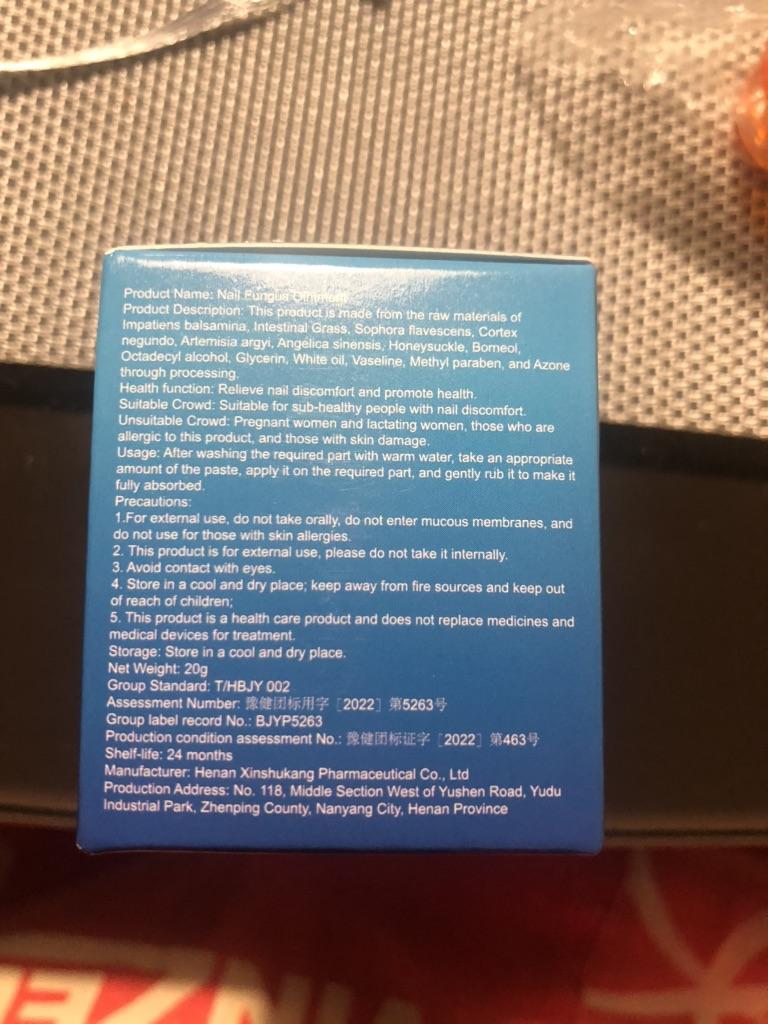 Product Name: Nail Fungus Ointment
Product Description: This product is made from the raw materials of
Impatiens balsamina, Intestinal Grass, Sophora flavescens, Cortex
negundo, Artemisia argyi, Angelica sinensis, Honeysuckle, Borneol,
Octadecyl alcohol, Glycerin, White oil, Vaseline, Methyl paraben, and Azone
through processing.
Health function: Relieve nail discomfort and promote health.
Suitable Crowd: Suitable for sub-healthy people with nail discomfort.
Unsuitable Crowd: Pregnant women and lactating women, those who are
allergic to this product, and those with skin damage.
Usage: After washing the required part with warm water, take an appropriate
amount of the paste, apply it on the required part, and gently rub it to make it
fully absorbed.
Precautions:
1.For external use, do not take orally, do not enter mucous membranes, and
do not use for those with skin allergies.
2. This product is for external use, please do not take it internally.
3. Avoid contact with eyes.
4. Store in a cool and dry place; keep away from fire sources and keep out
of reach of children;
5. This product is a health care product and does not replace medicines and
medical devices for treatment.
Storage: Store in a cool and dry place.
Net Weight: 20g
Group Standard: T/HBJY 002
Assessment Number: 豫健团标用字［2022］第5263号
Group label record No.: BJYP5263
Production condition assessment No.: 豫健团标证字［2022］第463号
Shelf-life: 24 months
Manufacturer: Henan Xinshukang Pharmaceutical Co., Ltd
Production Address: No. 118, Middle Section West of Yushen Road, Yudu
Industrial Park, Zhenping County, Nanyang City, Henan Province